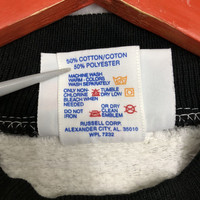 50% COTTON/COTON
50% POLYESTER
MACHINE WASH
WARM - COLORS
WASH SEPARATELY
ONLY NON- TUMBLE
CHLORINE DRY
BLEACH WHEN LOW
NEEDED
DO NOT OR DRY
IRON CLEAN
EMBLEM
RUSSELL CORP.
ALEXANDER CITY, AL. 35010
WPL 7232